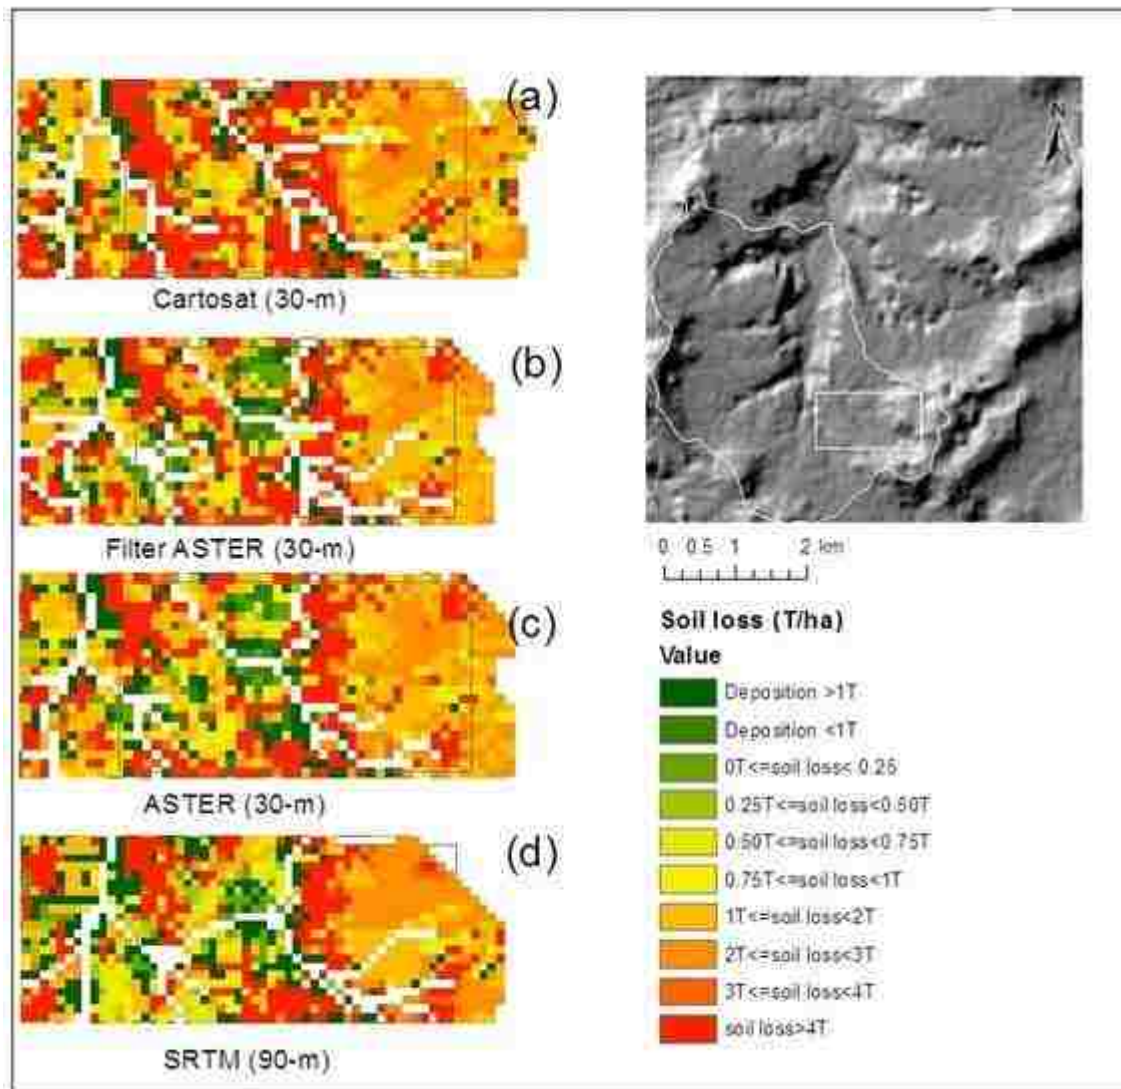 (a)
Cartosat (30-m)
(b)
Filter ASTER (30-m)
(c)
ASTER (30-m)
(d)
SRTM (90-m)
N
0 0.5 1 2 km
Soil loss (T/ha)
Value
Deposition >1T
Deposition <1T
0T<=soil loss< 0.25
0.25T<=soil loss<0.50T
0.50T<=soil loss<0.75T
0.75T<=soil loss<1T
1T<=soil loss<2T
2T<=soil loss<3T
3T<=soil loss<4T
soil loss>4T